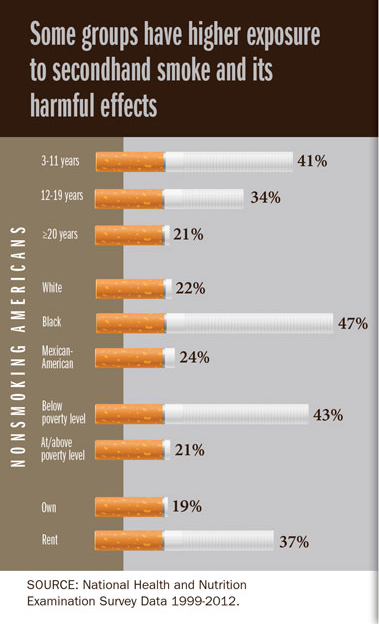 Some groups have higher exposure
to secondhand smoke and its
harmful effects
NONSMOKING AMERICANS
3-11 years 41%
12-19 years 34%
≥20 years 21%
White 22%
Black 47%
Mexican-
American 24%
Below
poverty level 43%
At/above
poverty level 21%
Own 19%
Rent 37%
SOURCE: National Health and Nutrition
Examination Survey Data 1999-2012.